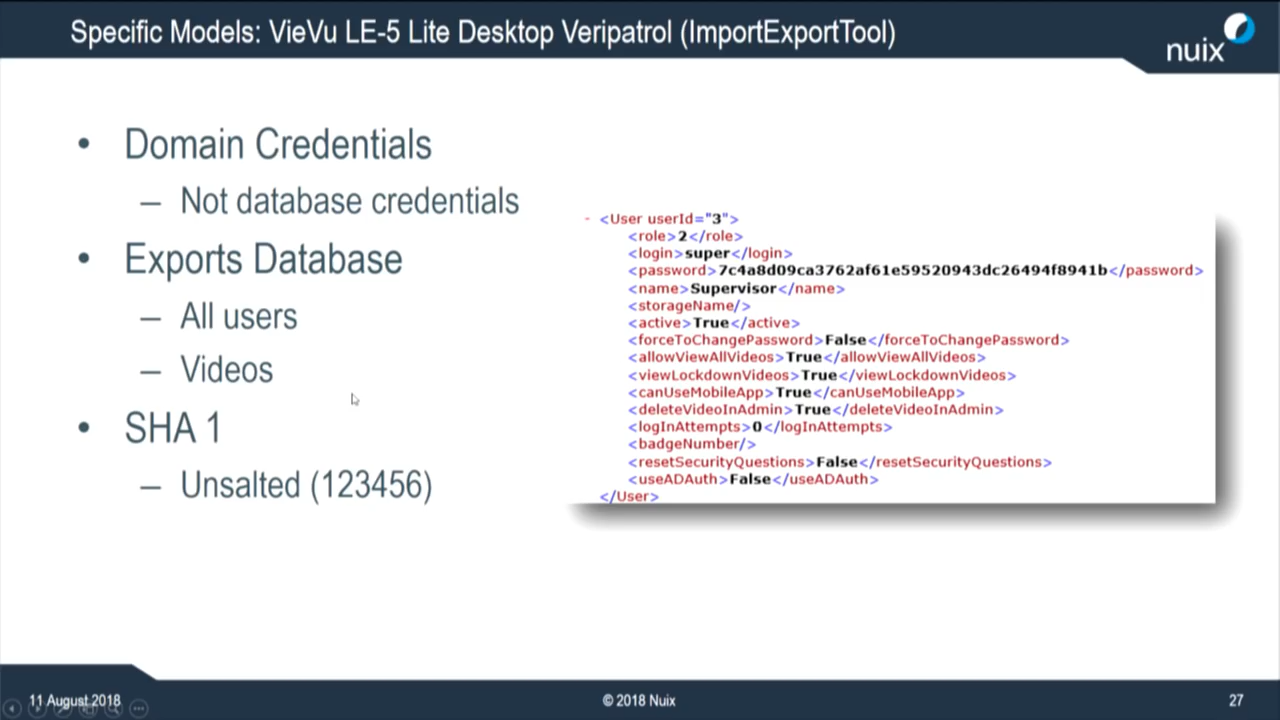 Specific Models: VieVu LE-5 Lite Desktop Veripatrol (ImportExportTool)
nuix
• Domain Credentials
– Not database credentials
• Exports Database
– All users
– Videos
• SHA 1
– Unsalted (123456)
- <User userId="3">
<role>2</role>
<login>super</login>
<password>7c4a8d09ca3762af61e59520943dc26494f8941b</password>
<name>Supervisor</name>
<storageName/>
<active>True</active>
<forceToChangePassword>False</forceToChangePassword>
<allowViewAllVideos>True</allowViewAllVideos>
<viewLockdownVideos>True</viewLockdownVideos>
<canUseMobileApp>True</canUseMobileApp>
<deleteVideoInAdmin>True</deleteVideoInAdmin>
<logInAttempts>0</logInAttempts>
<badgeNumber/>
<resetSecurityQuestions>False</resetSecurityQuestions>
<useADAuth>False</useADAuth>
</User>
11 August 2018
© 2018 Nuix
27